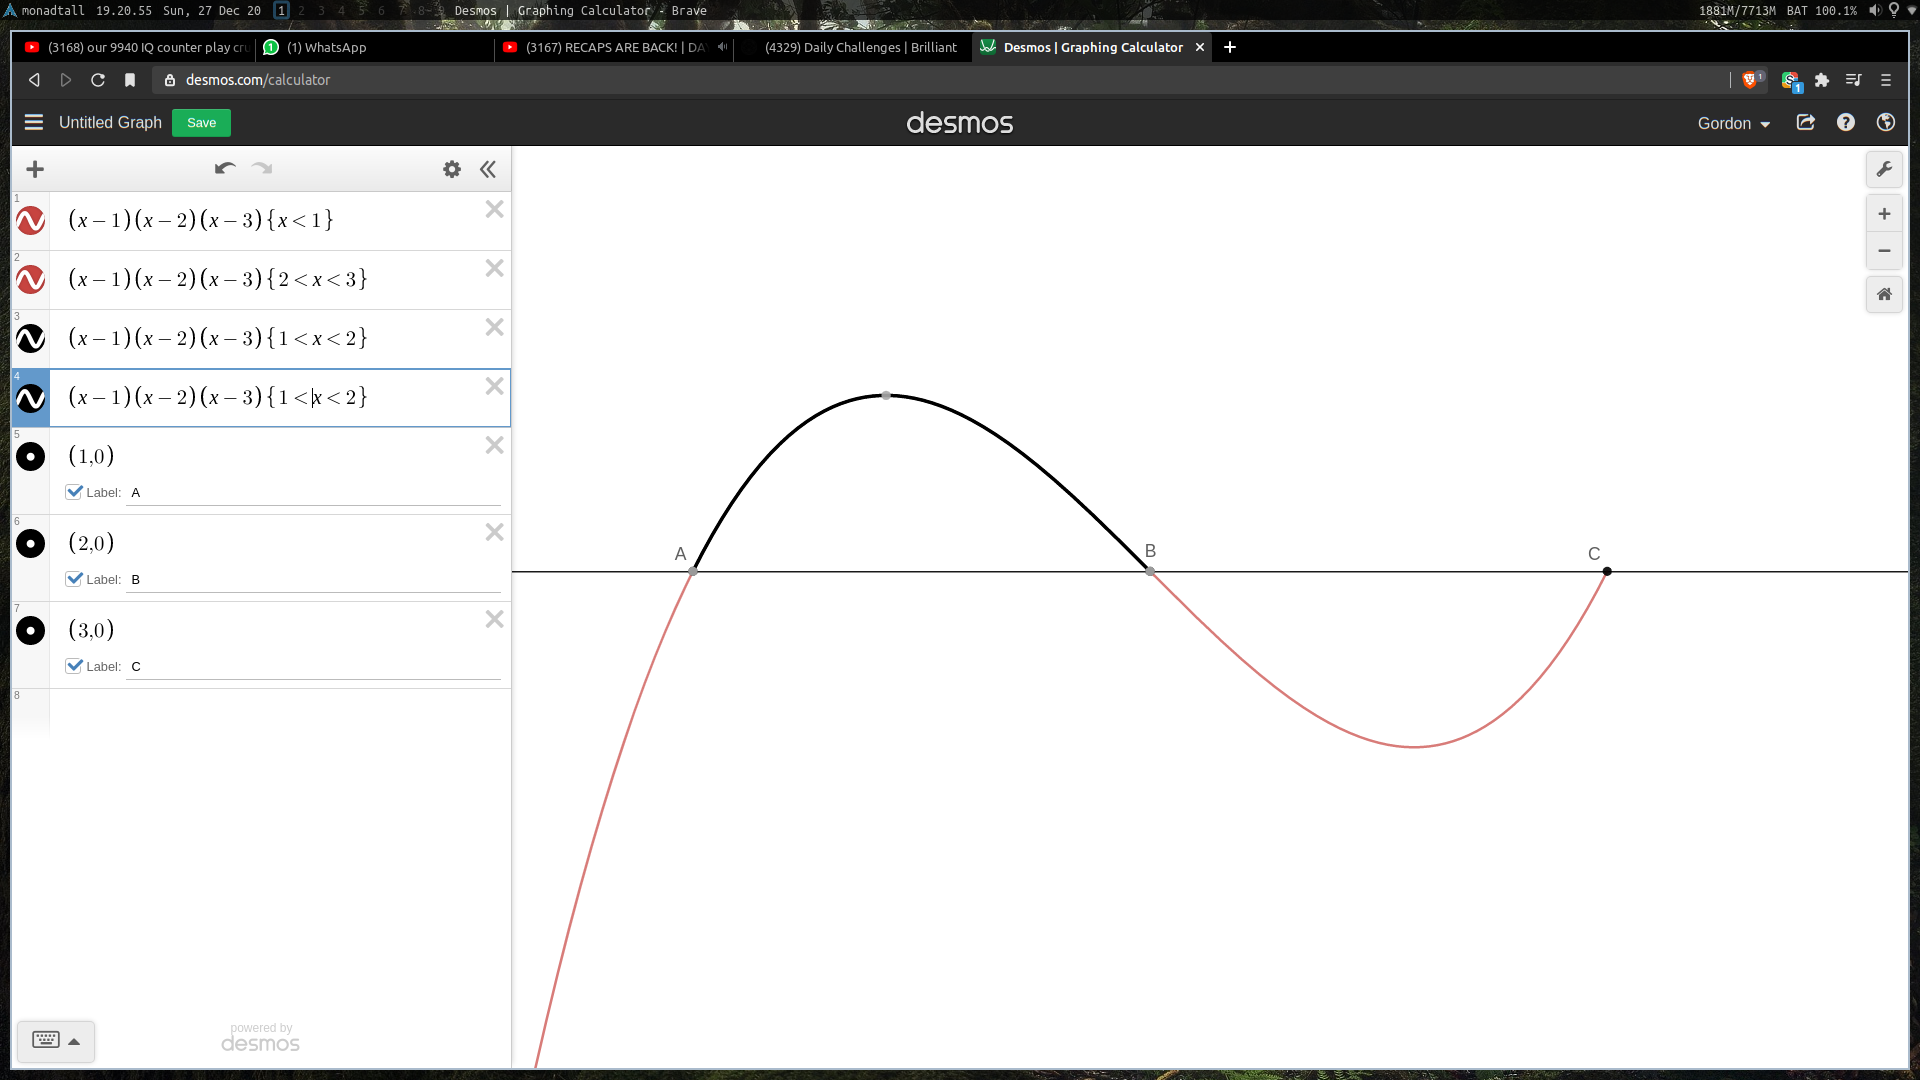 monadtall 19.20.55 Sun, 27 Dec 20 1 2 3 4 5 6 7 8 9 Desmos | Graphing Calculator - Brave 1881M/7713M BAT 100.1%
(3168) our 9940 IQ counter play cru (1) WhatsApp (3167) RECAPS ARE BACK! | DA (4329) Daily Challenges | Brilliant Desmos | Graphing Calculator
desmos.com/calculator 1 1
Untitled Graph Save desmos Gordon
1 (x−1)(x−2)(x−3){x<1}
2 (x−1)(x−2)(x−3){2<x<3}
3 (x−1)(x−2)(x−3){1<x<2}
4 (x−1)(x−2)(x−3){1<x<2}
5 (1,0)
Label: A
6 (2,0)
Label: B
7 (3,0)
Label: C
8
powered by
desmos
A B C